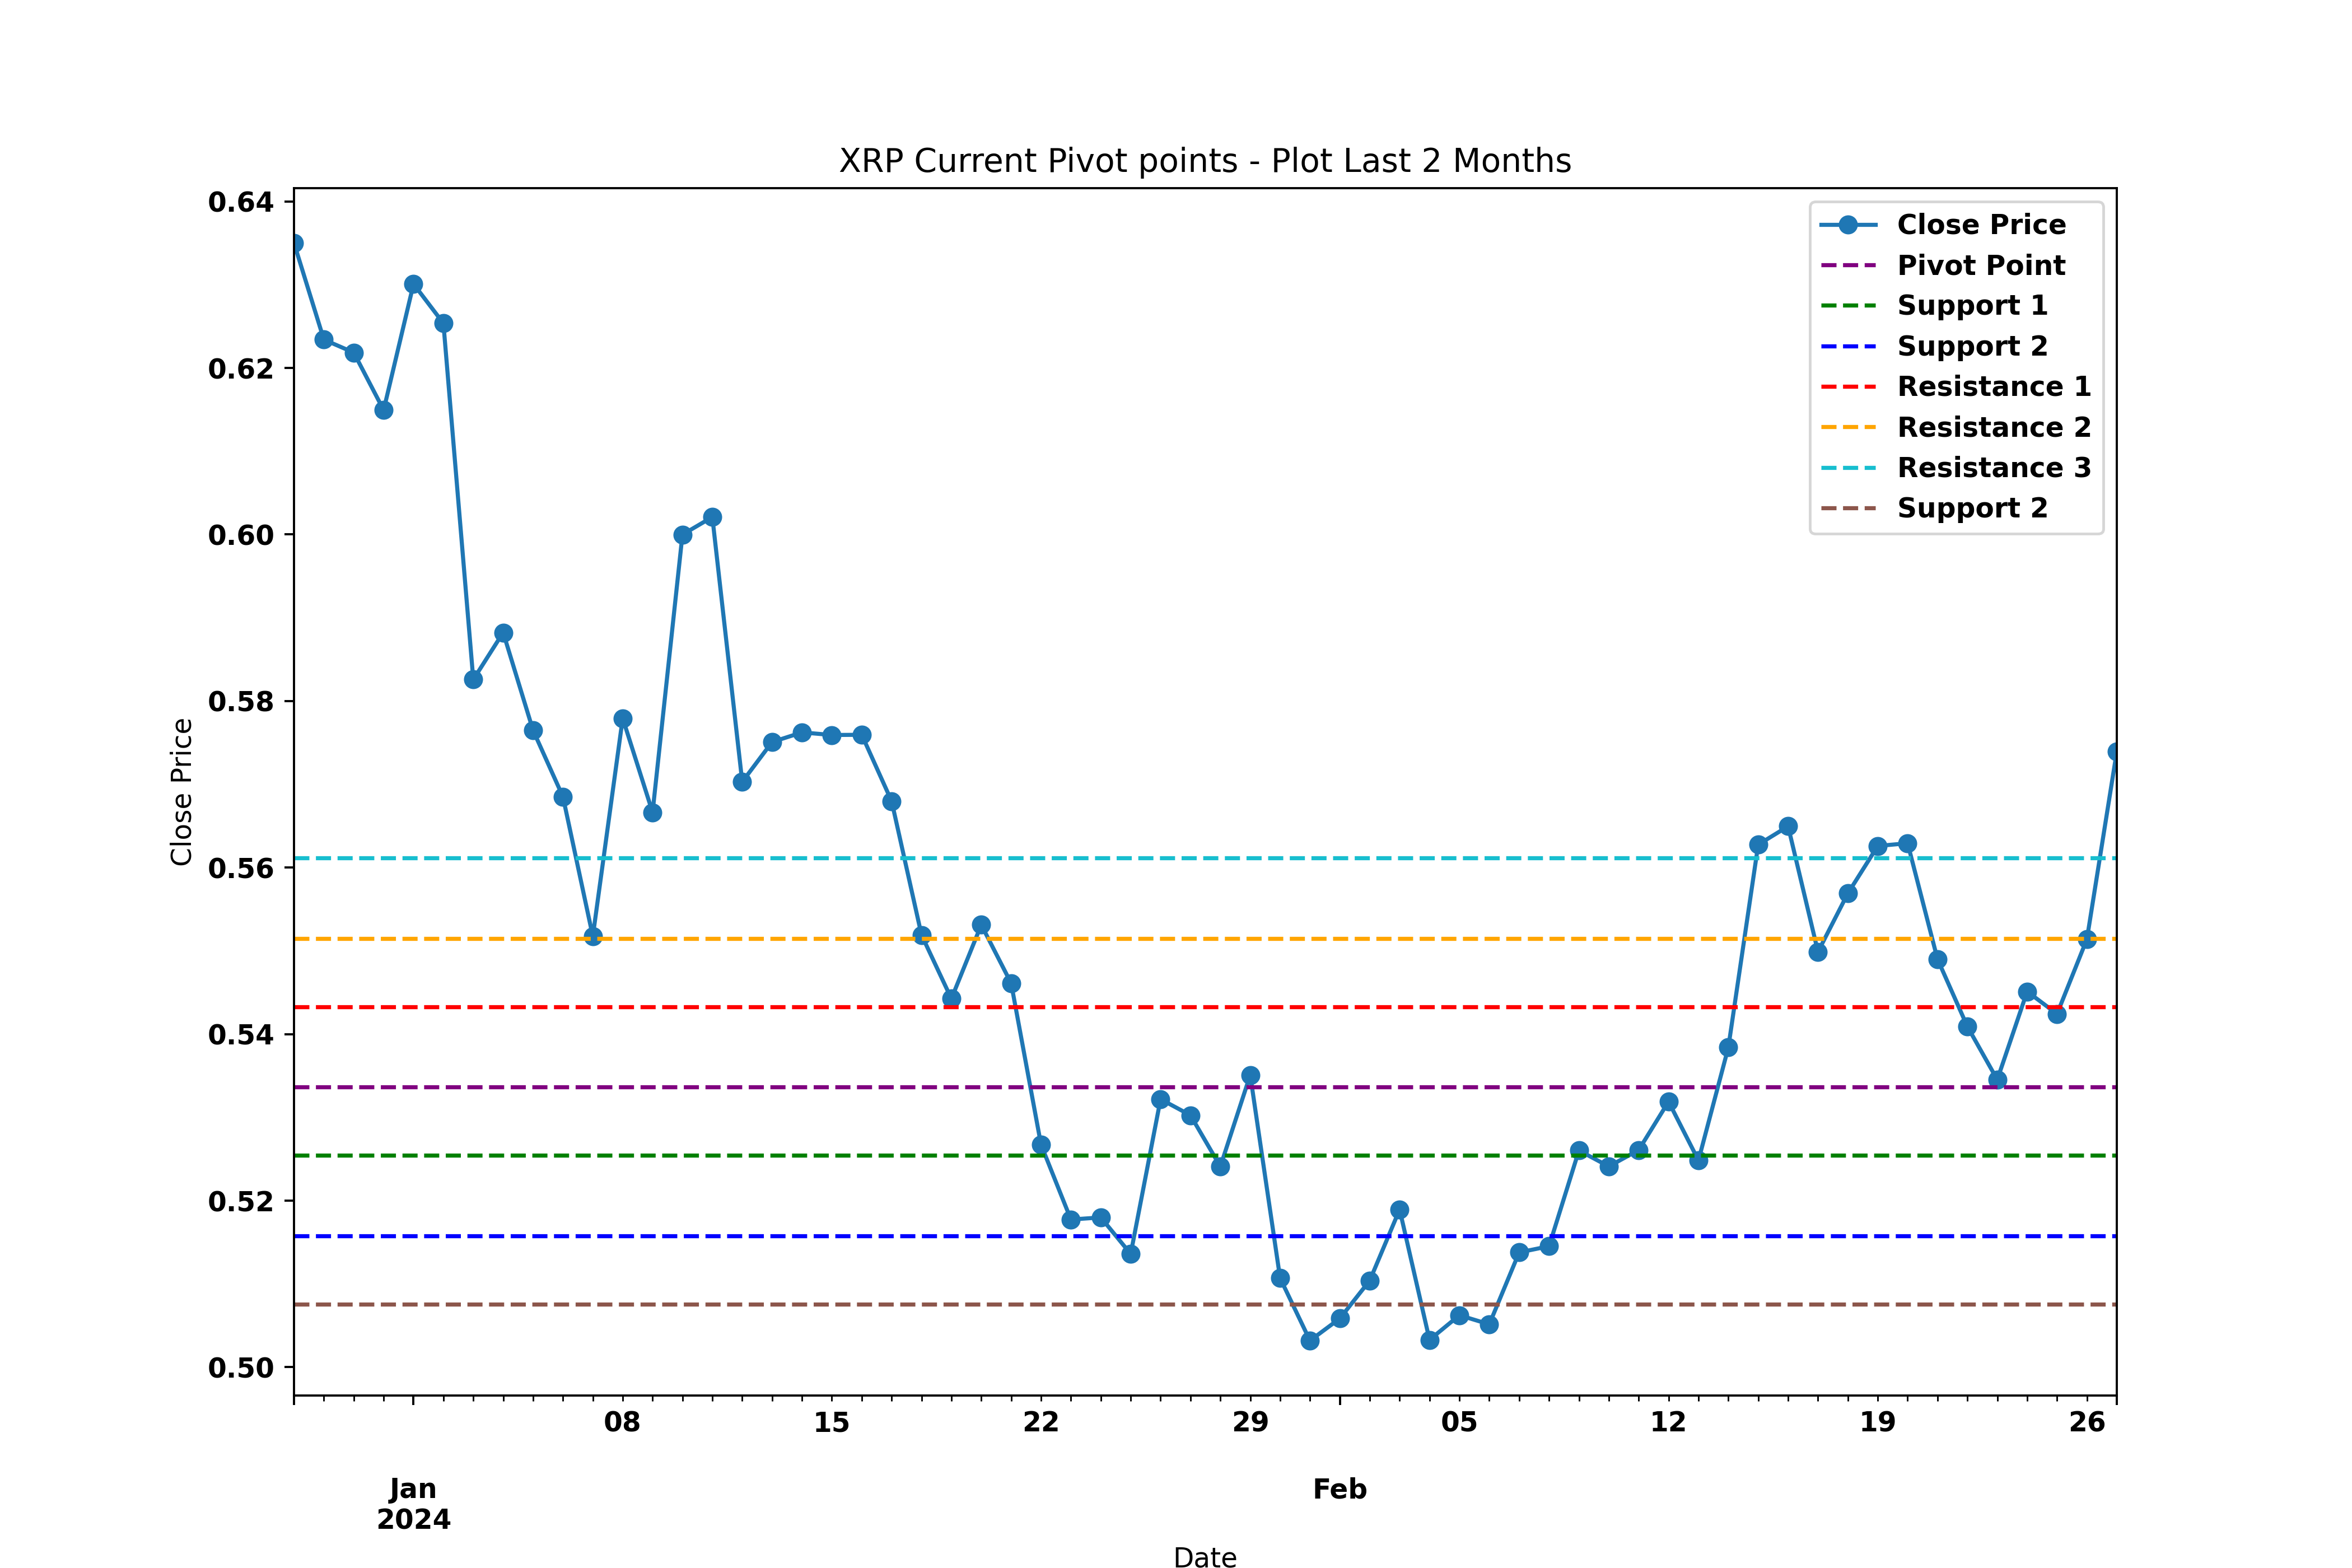 XRP Current Pivot points - Plot Last 2 Months
0.64
0.62
0.60
0.58
0.56
0.54
0.52
0.50
Close Price
Close Price
Pivot Point
Support 1
Support 2
Resistance 1
Resistance 2
Resistance 3
Support 2
08 15 22 29 05 12 19 26
Jan Feb
2024
Date